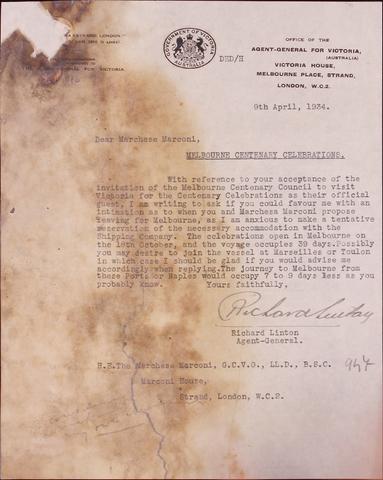 GOVERNMENT OF VICTORIA
AUSTRALIA
DHD/H
OFFICE OF THE
AGENT-GENERAL FOR VICTORIA,
(AUSTRALIA)
VICTORIA HOUSE,
MELBOURNE PLACE, STRAND,
LONDON, W.C.2.
LONDON
FOR VICTORIA.
9th April, 1934.
Dear Marchese Marconi,
MELBOURNE CENTENARY CELEBRATIONS.
With reference to your acceptance of the
invitation of the Melbourne Centenary Council to visit
Victoria for the Centenary Celebrations as their official
guest, I am writing to ask if you could favour me with an
intimation as to when you and Marchesa Marconi propose
leaving for Melbourne, as I am anxious to make a tentative
reservation of the necessary accommodation with the
Shipping Company. The celebrations open in Melbourne on
the 18th October, and the voyage occupies 39 days. Possibly
you may desire to join the vessel at Marseilles or Toulon
in which case I should be glad if you would advise me
accordingly when replying. The journey to Melbourne from
these Ports or Naples would occupy 7 to 9 days less as you
probably know. Yours faithfully,
Richard Linton
Richard Linton
Agent-General.
H.E. The Marchese Marconi, G.C.V.O., LL.D., B.S.C.
Marconi House,
Strand, London, W.C.2.